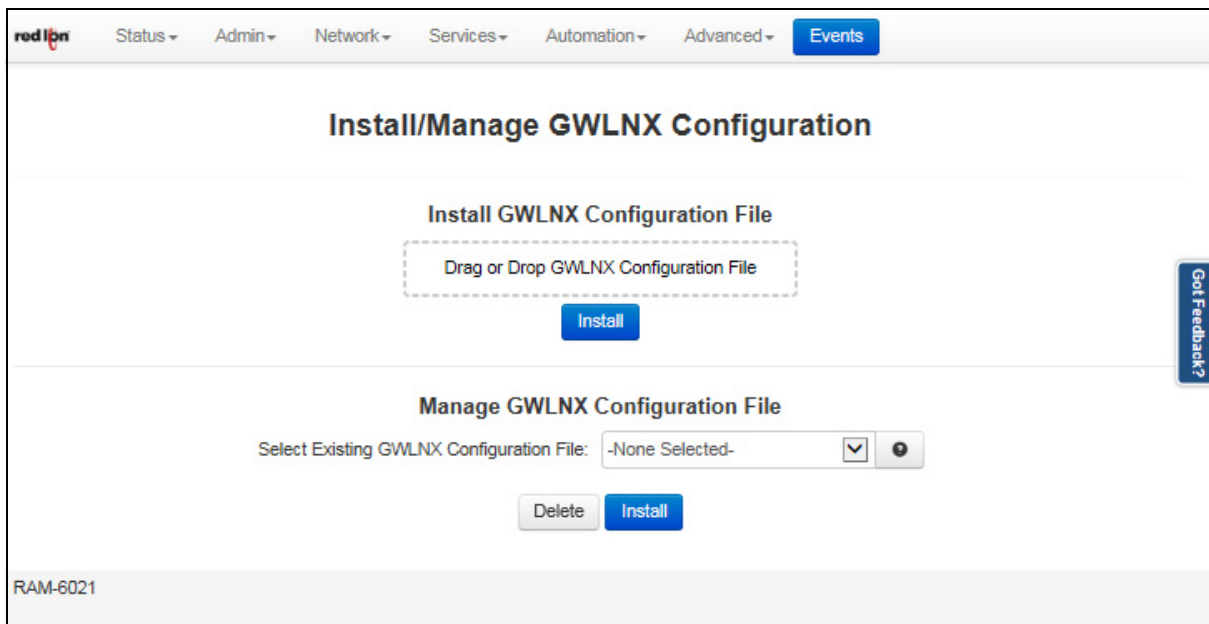 red lion Status Admin Network Services Automation Advanced Events
Install/Manage GWLNX Configuration
Install GWLNX Configuration File
Drag or Drop GWLNX Configuration File
Install
Got Feedback?
Manage GWLNX Configuration File
Select Existing GWLNX Configuration File: -None Selected-
Delete Install
RAM-6021